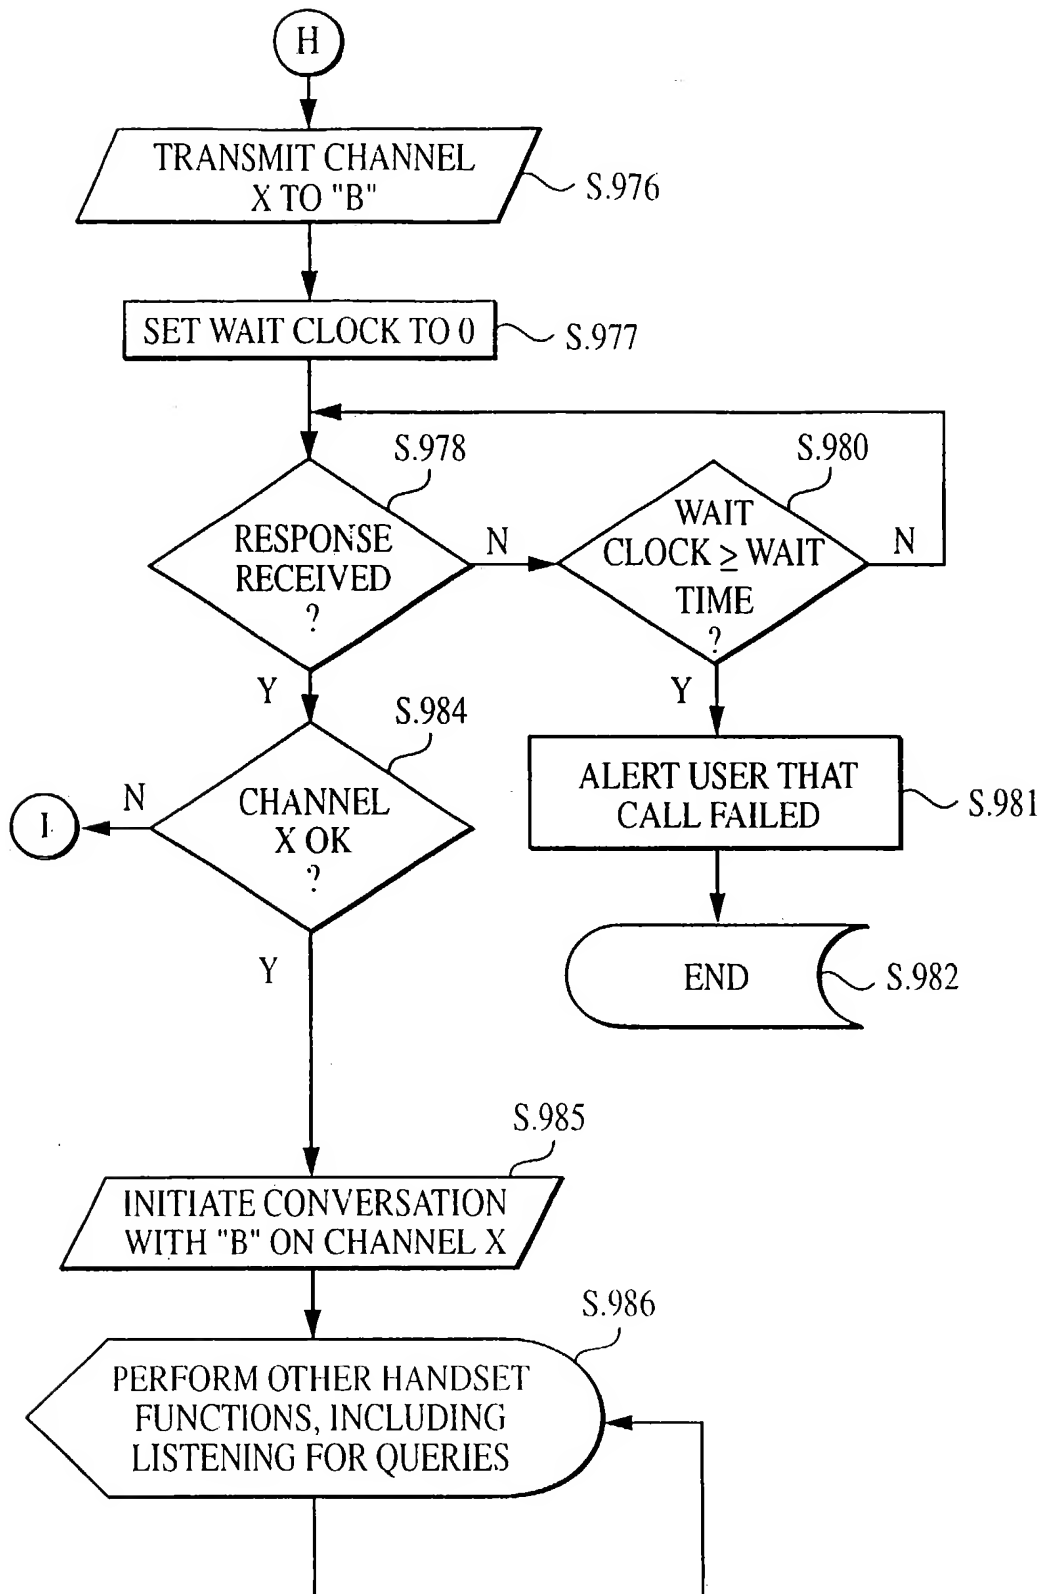 H
TRANSMIT CHANNEL
X TO "B"
S.976
SET WAIT CLOCK TO 0
S.977
S.978
RESPONSE
RECEIVED
?
N
Y
S.980
WAIT
CLOCK ≥ WAIT
TIME
?
N
Y
S.984
CHANNEL
X OK
?
N
I
Y
ALERT USER THAT
CALL FAILED
S.981
END
S.982
S.985
INITIATE CONVERSATION
WITH "B" ON CHANNEL X
S.986
PERFORM OTHER HANDSET
FUNCTIONS, INCLUDING
LISTENING FOR QUERIES